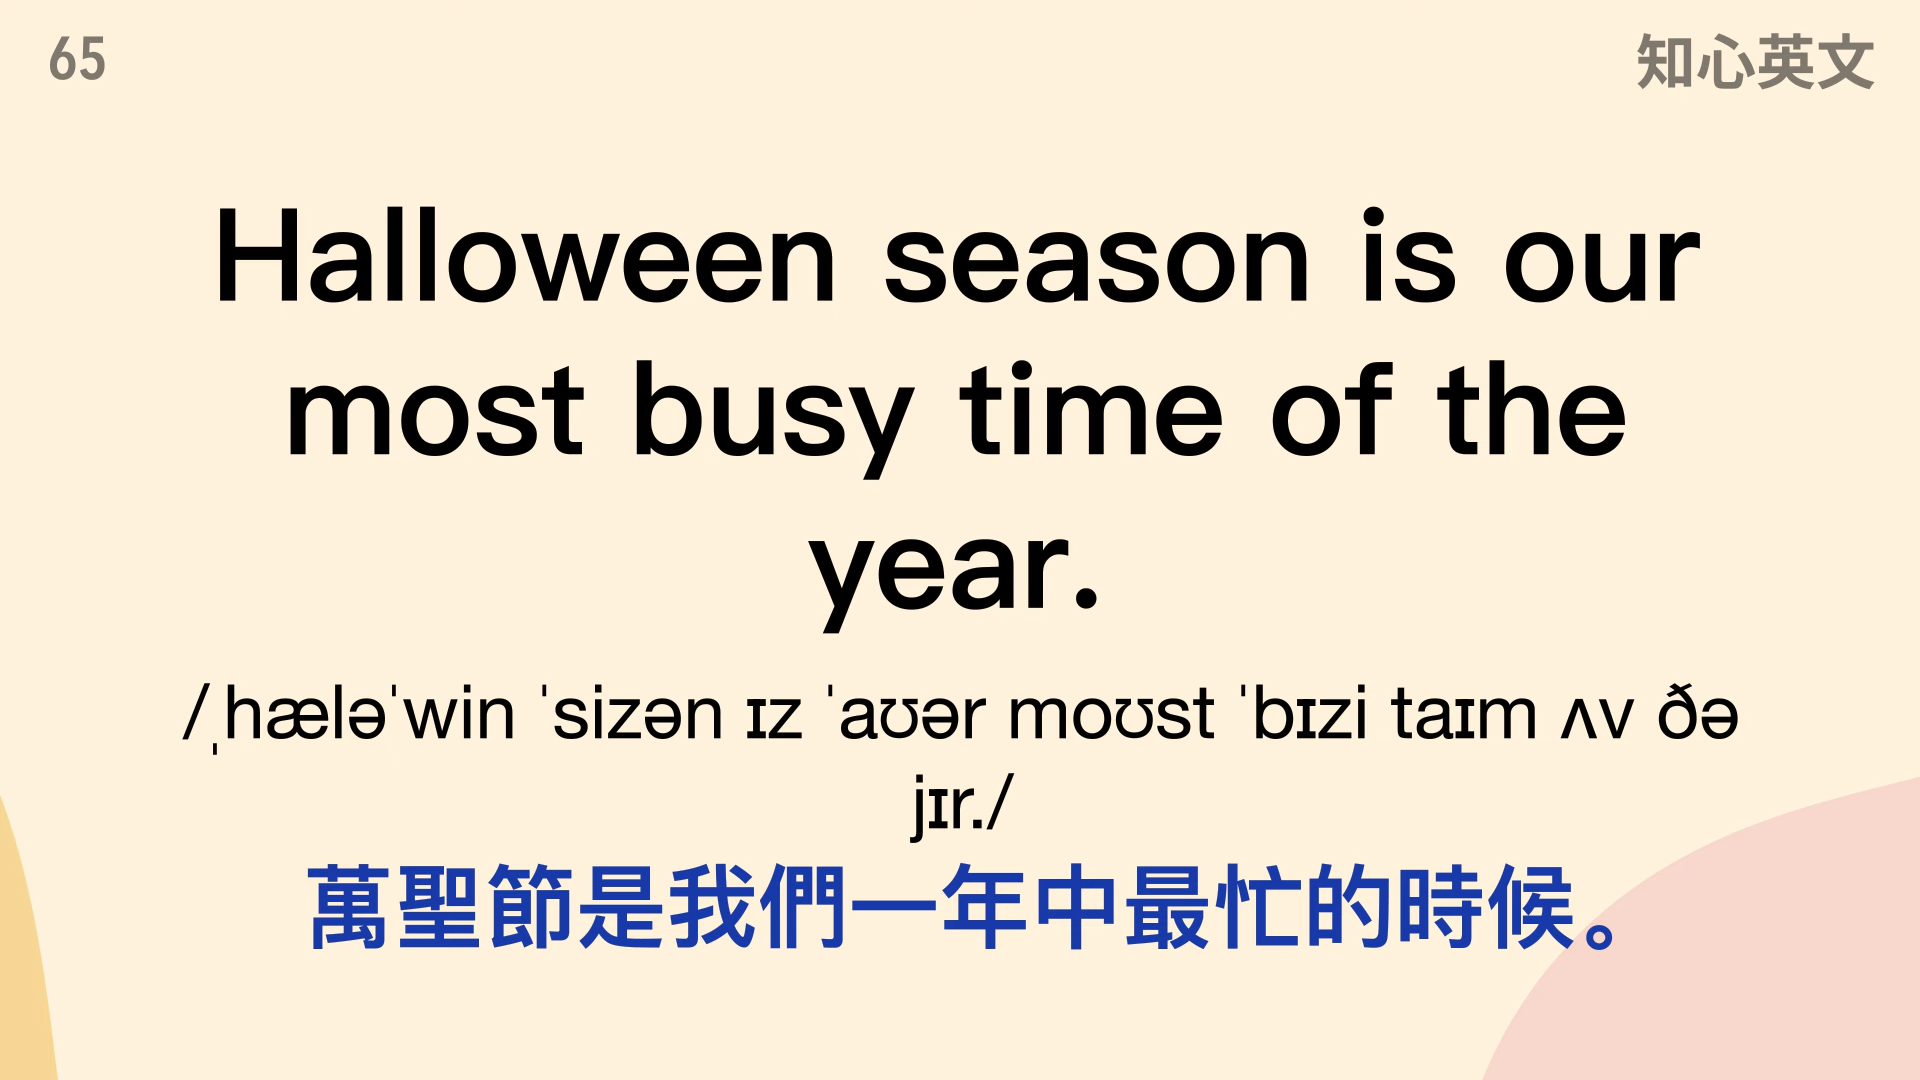 65
知心英文
Halloween season is our
most busy time of the
year.
/ˌhæləˈwin ˈsizən ɪz ˈaʊər moʊst ˈbɪzi taɪm ʌv ðə
jɪr./
萬聖節是我們一年中最忙的時候。